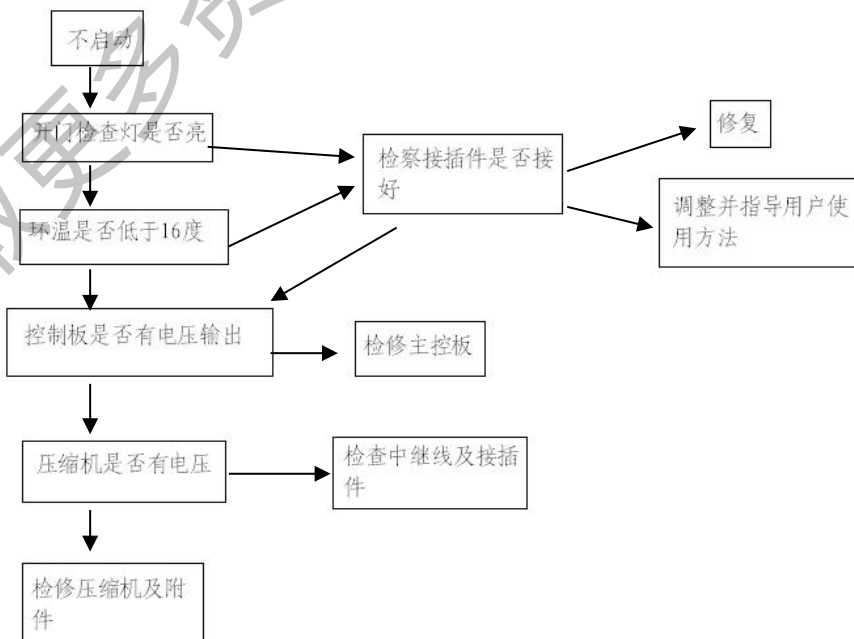 不启动
开门检查灯是否亮
修复
检察接插件是否接
好
调整并指导用户使
用方法
环温是否低于16度
控制板是否有电压输出
检修主控板
压缩机是否有电压
检查中继线及接插
件
检修压缩机及附
件